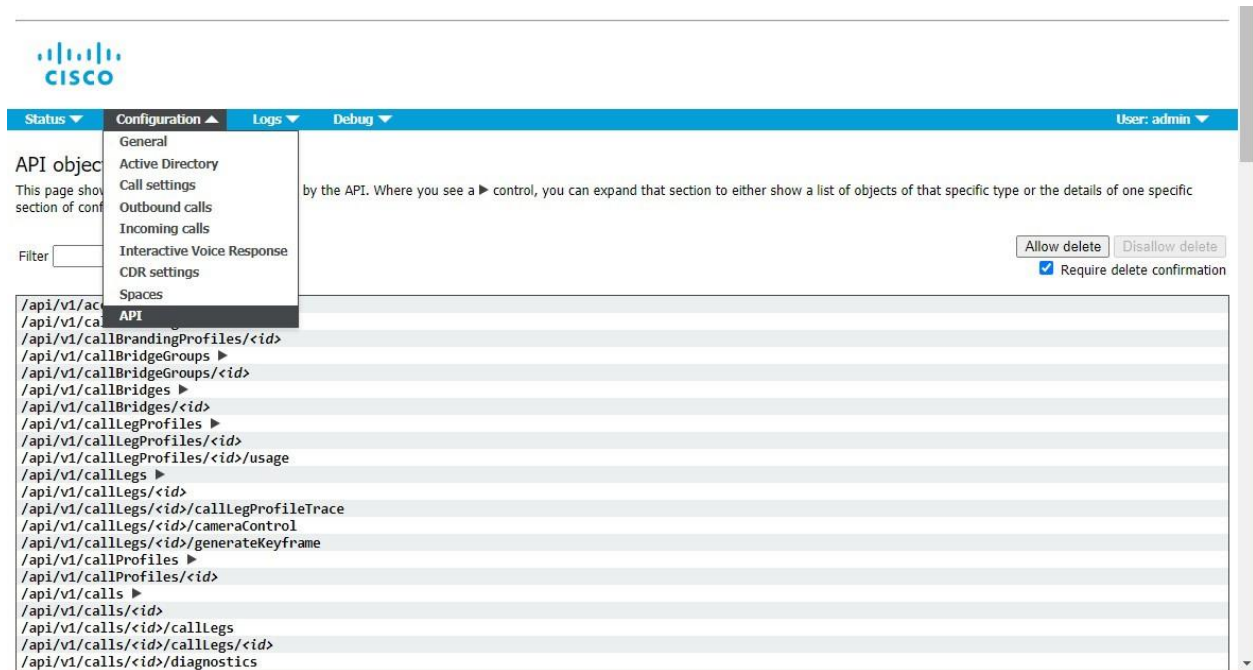 CISCO
Status Configuration Logs Debug User: admin
General
Active Directory
Call settings
Outbound calls
Incoming calls
Interactive Voice Response
CDR settings
Spaces
API
API objec
This page sho by the API. Where you see a ▶ control, you can expand that section to either show a list of objects of that specific type or the details of one specific
section of conf
Filter
Allow delete Disallow delete
Require delete confirmation
/api/v1/ac
/api/v1/ca
/api/v1/callBrandingProfiles/<id>
/api/v1/callBridgeGroups ▶
/api/v1/callBridgeGroups/<id>
/api/v1/callBridges ▶
/api/v1/callBridges/<id>
/api/v1/callLegProfiles ▶
/api/v1/callLegProfiles/<id>
/api/v1/callLegProfiles/<id>/usage
/api/v1/callLegs ▶
/api/v1/callLegs/<id>
/api/v1/callLegs/<id>/callLegProfileTrace
/api/v1/callLegs/<id>/cameraControl
/api/v1/callLegs/<id>/generateKeyframe
/api/v1/callProfiles ▶
/api/v1/callProfiles/<id>
/api/v1/calls ▶
/api/v1/calls/<id>
/api/v1/calls/<id>/callLegs
/api/v1/calls/<id>/callLegs/<id>
/api/v1/calls/<id>/diagnostics